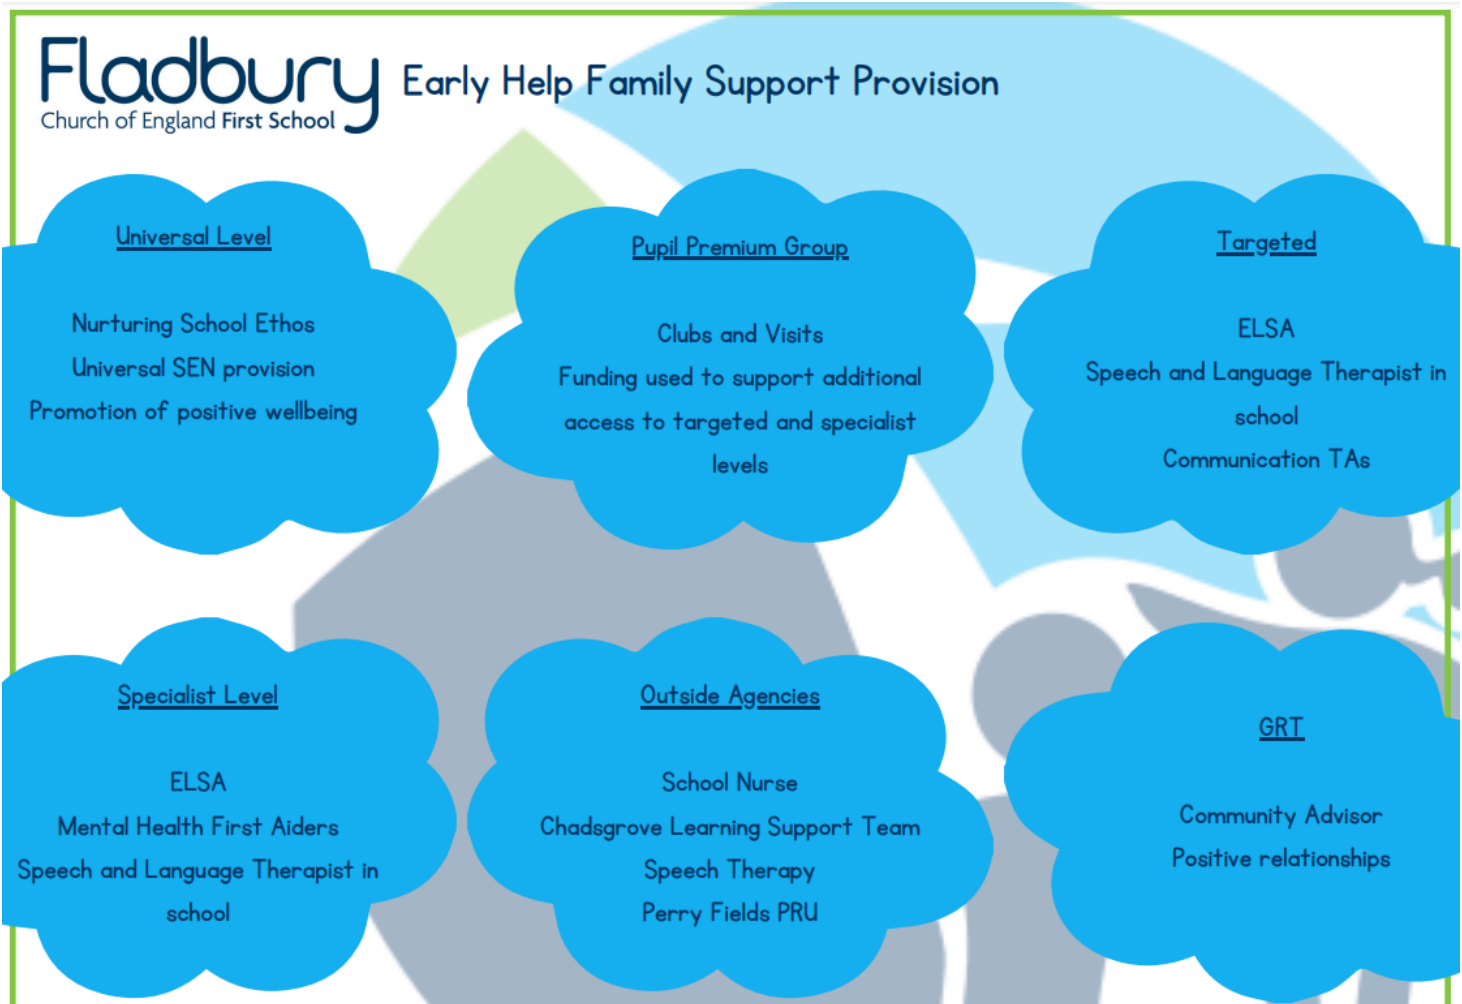 Fladbury
Church of England First School
Early Help Family Support Provision
Universal Level
Nurturing School Ethos
Universal SEN provision
Promotion of positive wellbeing
Pupil Premium Group
Clubs and Visits
Funding used to support additional
access to targeted and specialist
levels
Targeted
ELSA
Speech and Language Therapist in
school
Communication TAs
Specialist Level
ELSA
Mental Health First Aiders
Speech and Language Therapist in
school
Outside Agencies
School Nurse
Chadsgrove Learning Support Team
Speech Therapy
Perry Fields PRU
GRT
Community Advisor
Positive relationships